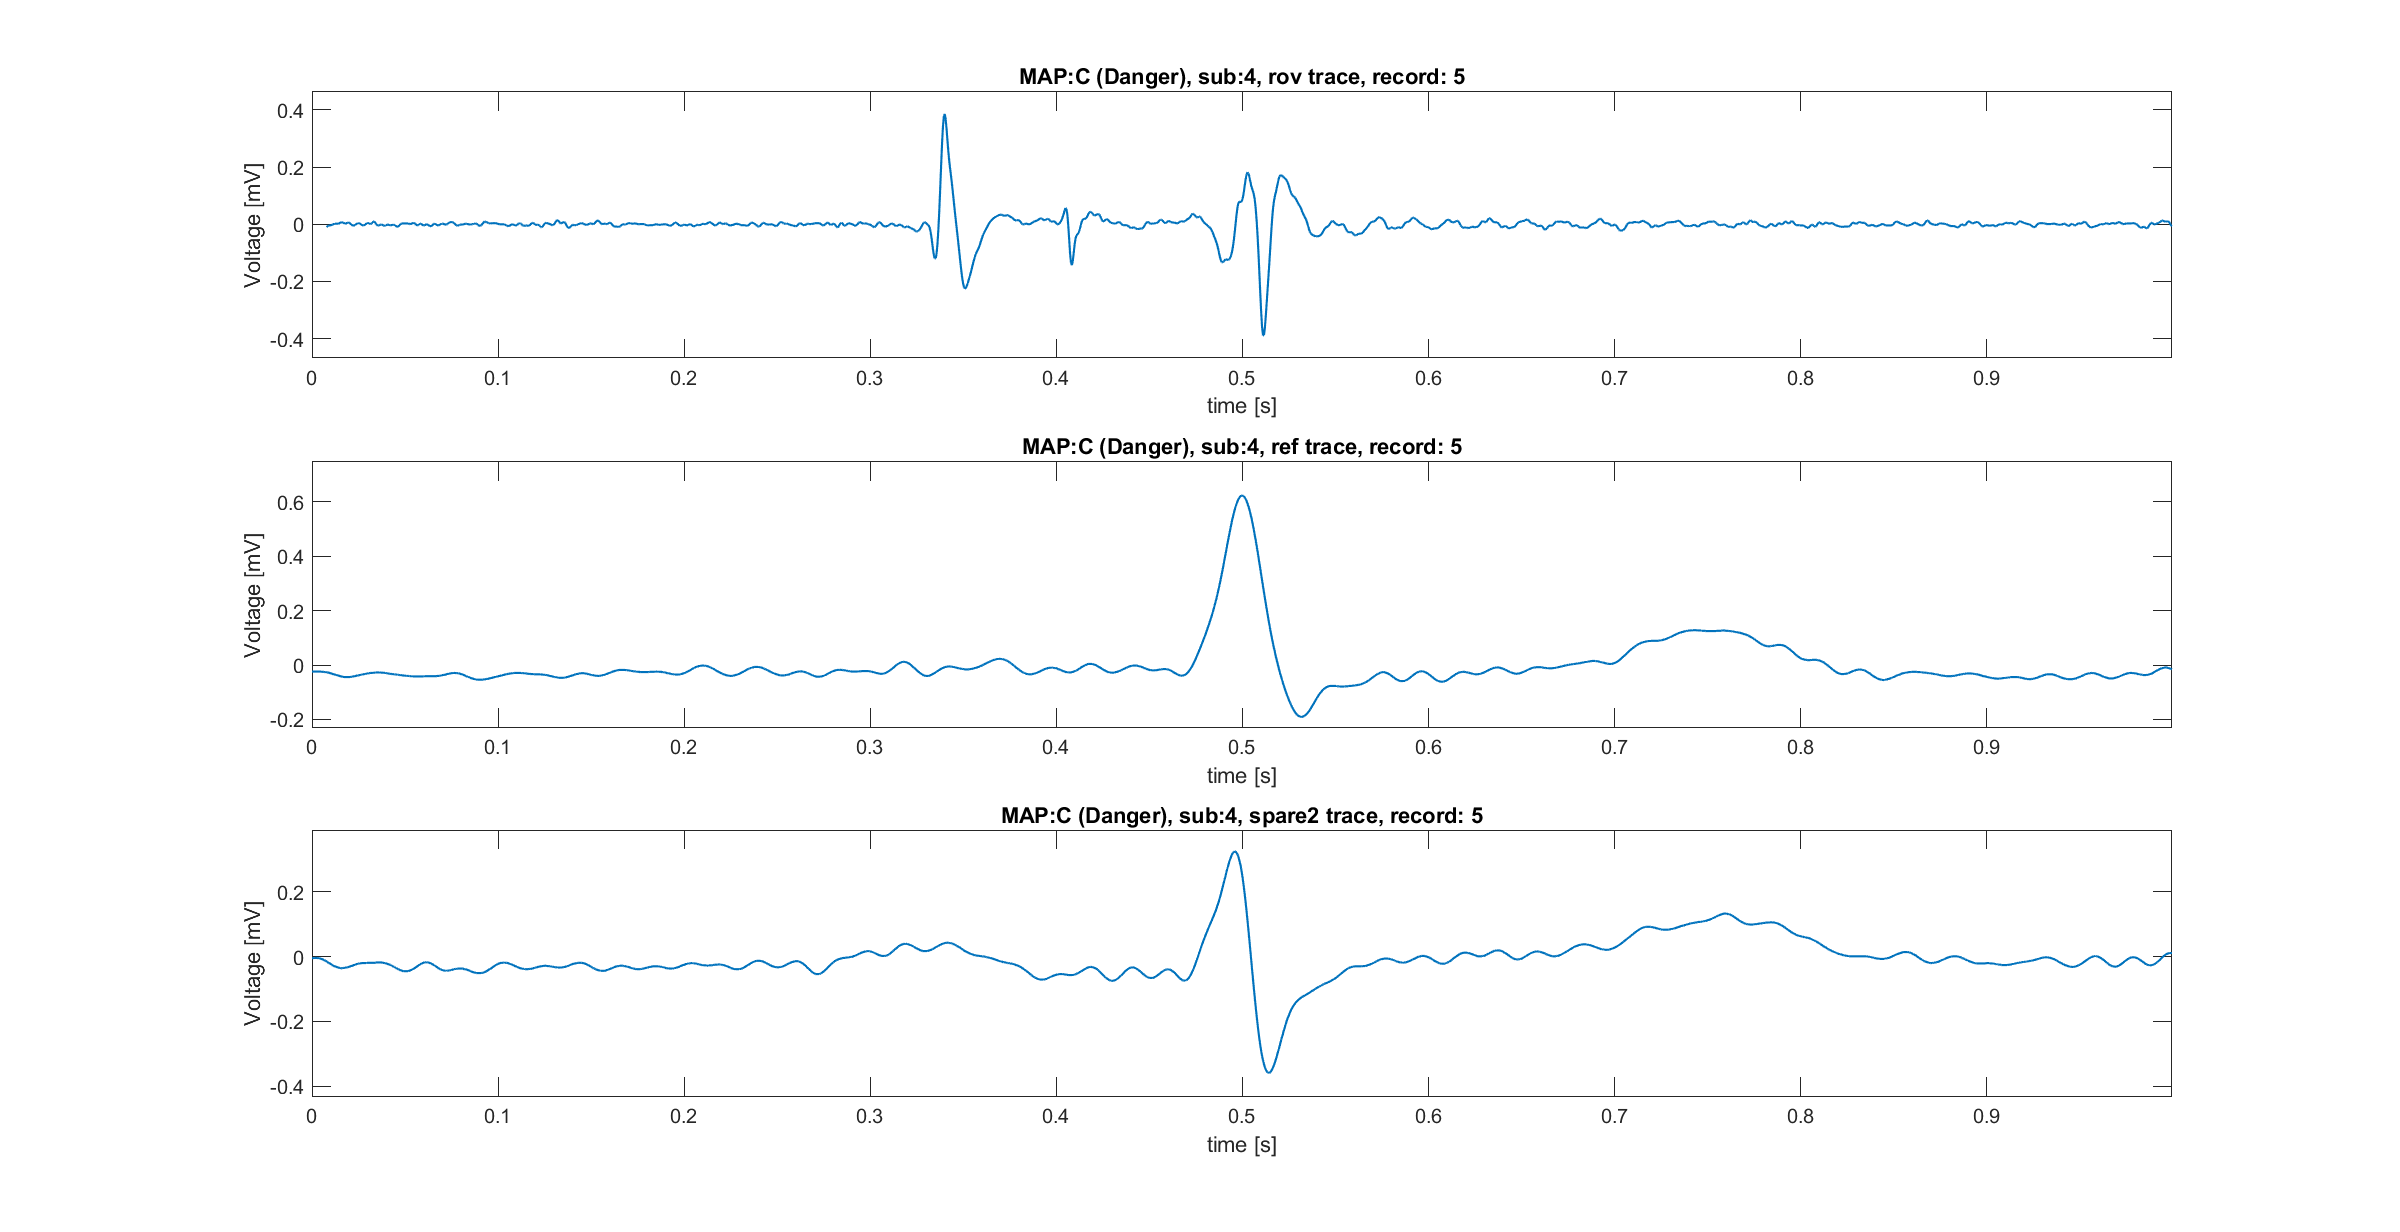 MAP:C (Danger), sub:4, rov trace, record: 5
Voltage [mV]
0.4
0.2
0
-0.2
-0.4
0 0.1 0.2 0.3 0.4 0.5 0.6 0.7 0.8 0.9
time [s]
MAP:C (Danger), sub:4, ref trace, record: 5
Voltage [mV]
0.6
0.4
0.2
0
-0.2
0 0.1 0.2 0.3 0.4 0.5 0.6 0.7 0.8 0.9
time [s]
MAP:C (Danger), sub:4, spare2 trace, record: 5
Voltage [mV]
0.2
0
-0.2
-0.4
0 0.1 0.2 0.3 0.4 0.5 0.6 0.7 0.8 0.9
time [s]